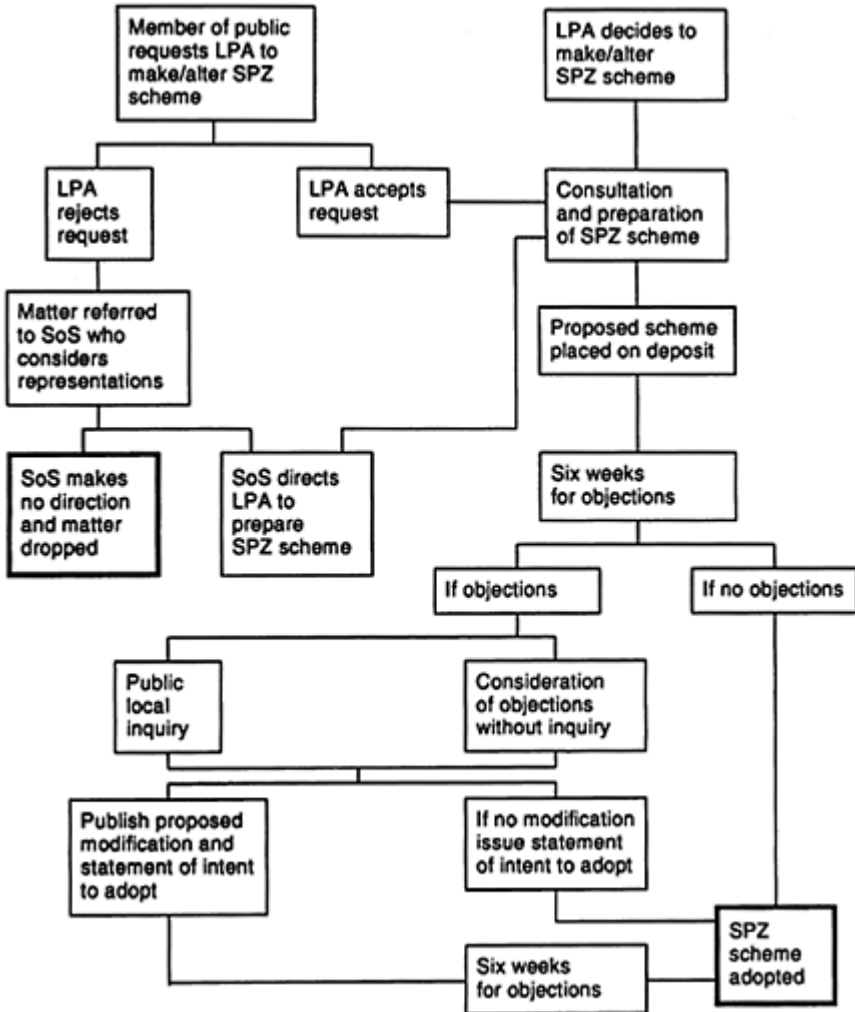 Member of public
requests LPA to
make/alter SPZ
scheme
LPA decides to
make/alter
SPZ scheme
LPA
rejects
request
LPA accepts
request
Consultation
and preparation
of SPZ scheme
Matter referred
to SoS who
considers
representations
Proposed scheme
placed on deposit
SoS makes
no direction
and matter
dropped
SoS directs
LPA to
prepare
SPZ scheme
Six weeks
for objections
If objections
If no objections
Public
local
inquiry
Consideration
of objections
without inquiry
Publish proposed
modification and
statement of intent
to adopt
If no modification
issue statement
of intent to adopt
SPZ
scheme
adopted
Six weeks
for objections